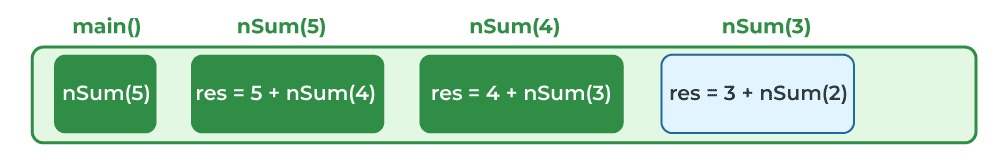 main() nSum(5) nSum(4) nSum(3)
nSum(5) res = 5 + nSum(4) res = 4 + nSum(3) res = 3 + nSum(2)